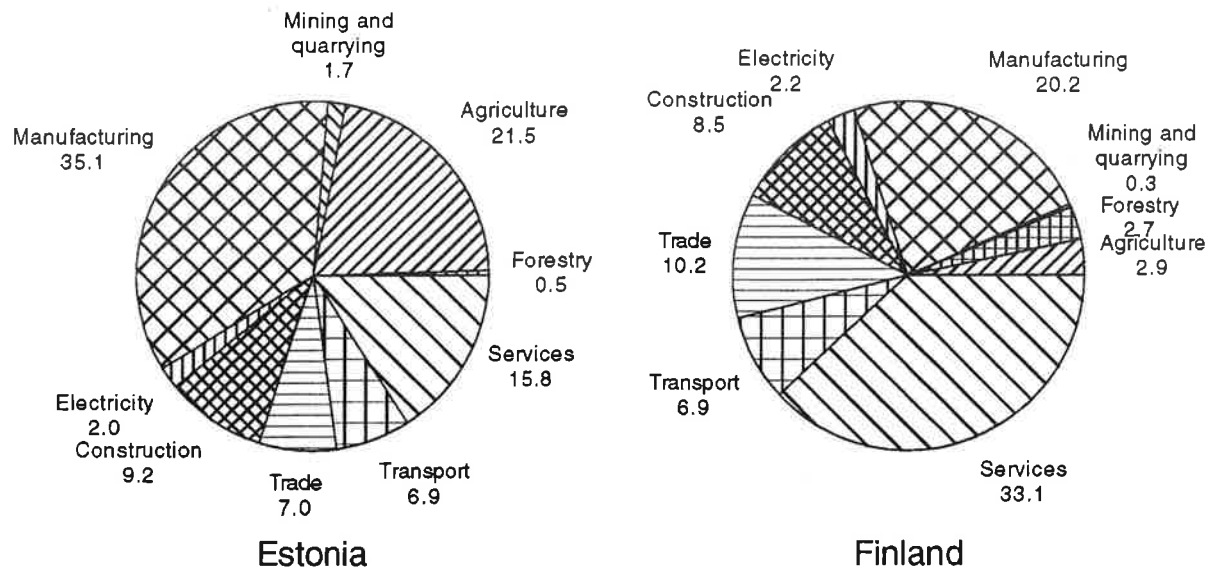 Mining and
quarrying
1.7
Agriculture
21.5
Manufacturing
35.1
Forestry
0.5
Services
15.8
Electricity
2.0
Construction
9.2
Trade
7.0
Transport
6.9
Estonia
Electricity
2.2
Manufacturing
20.2
Construction
8.5
Mining and
quarrying
0.3
Forestry
2.7
Agriculture
2.9
Trade
10.2
Transport
6.9
Services
33.1
Finland